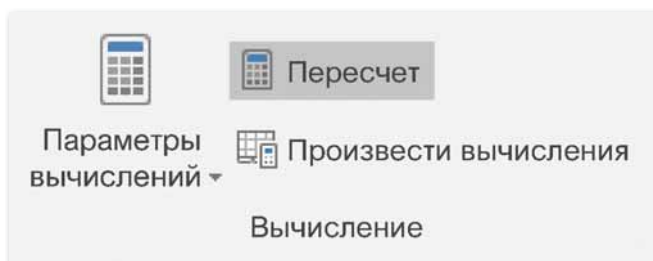 Параметры
вычислений
Пересчет
Произвести вычисления
Вычисление